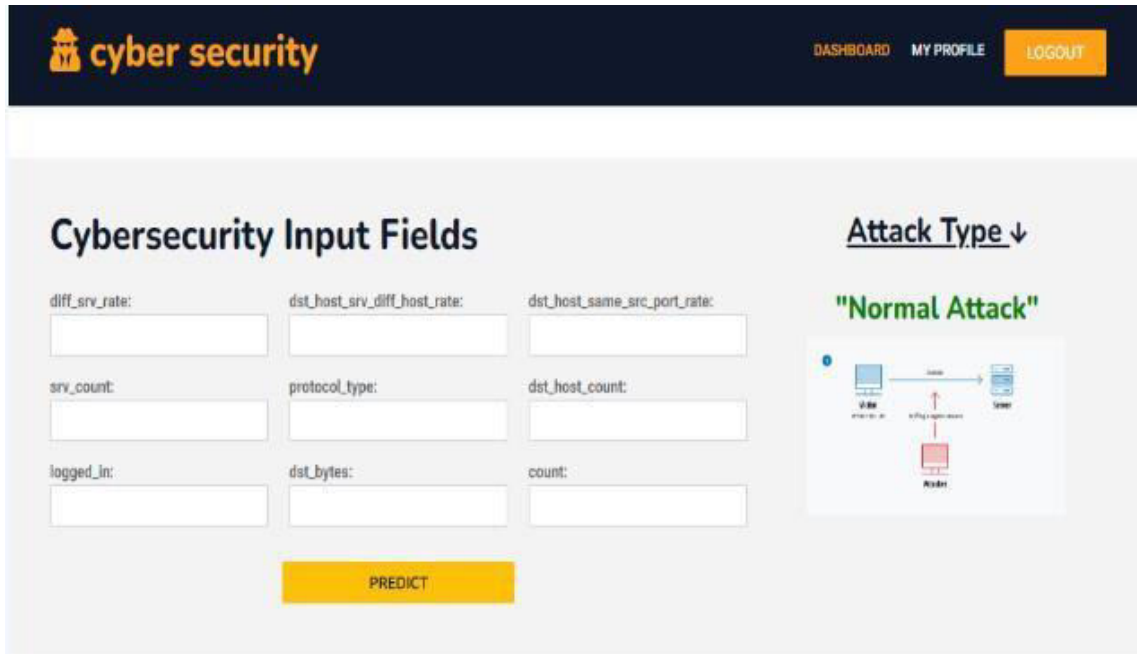 cyber security
DASHBOARD MY PROFILE LOGOUT
Cybersecurity Input Fields
Attack Type ↓
"Normal Attack"
diff_srv_rate: dst_host_srv_diff_host_rate: dst_host_same_src_port_rate:
srv_count: protocol_type: dst_host_count:
logged_in: dst_bytes: count:
Server
PREDICT